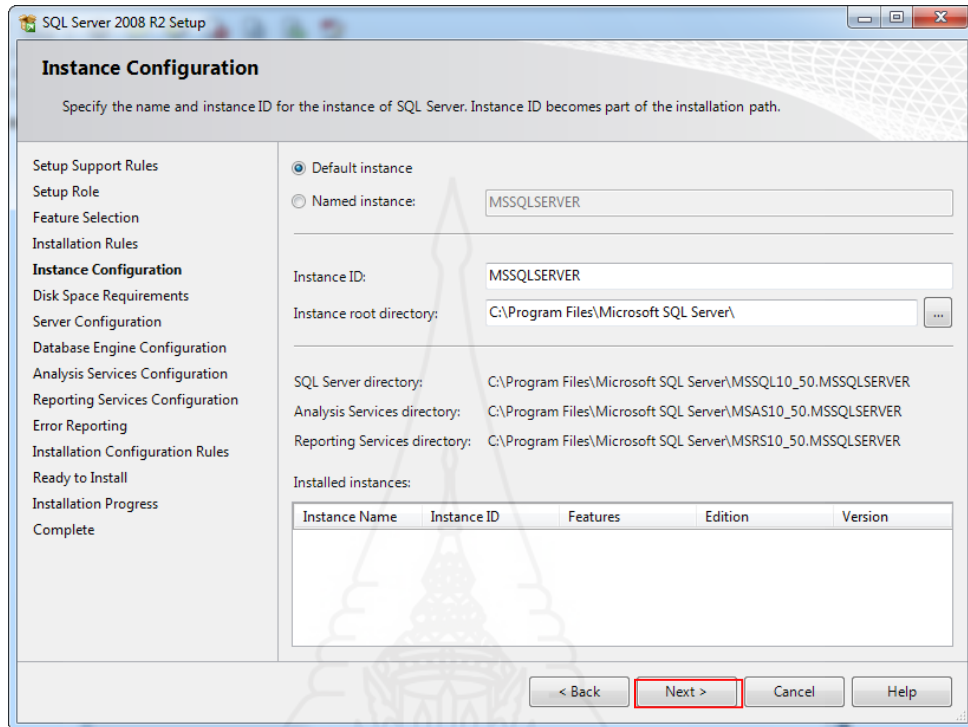 SQL Server 2008 R2 Setup
Instance Configuration
Specify the name and instance ID for the instance of SQL Server. Instance ID becomes part of the installation path.
Setup Support Rules
Setup Role
Feature Selection
Installation Rules
Instance Configuration
Disk Space Requirements
Server Configuration
Database Engine Configuration
Analysis Services Configuration
Reporting Services Configuration
Error Reporting
Installation Configuration Rules
Ready to Install
Installation Progress
Complete
Default instance
Named instance: MSSQLSERVER
Instance ID: MSSQLSERVER
Instance root directory: C:\Program Files\Microsoft SQL Server\ ...
SQL Server directory: C:\Program Files\Microsoft SQL Server\MSSQL10_50.MSSQLSERVER
Analysis Services directory: C:\Program Files\Microsoft SQL Server\MSAS10_50.MSSQLSERVER
Reporting Services directory: C:\Program Files\Microsoft SQL Server\MSRS10_50.MSSQLSERVER
Installed instances:
Instance Name Instance ID Features Edition Version
< Back Next > Cancel Help